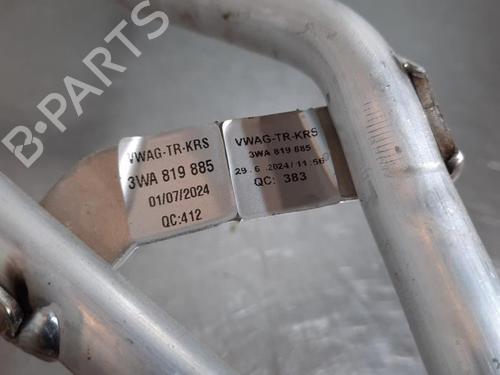 VWAG-TR-KRS
3WA 819 885
01/07/2024
QC:412
VWAG-TR-KRS
3WA 819 885
29 . 6 .2024/ 11:56
QC: 383
B-PARTS